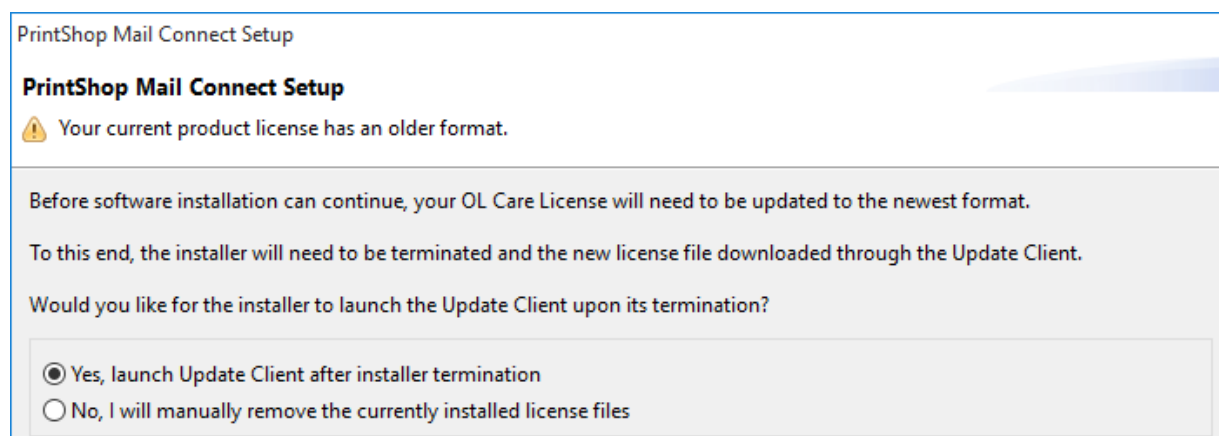 PrintShop Mail Connect Setup
PrintShop Mail Connect Setup
Your current product license has an older format.
Before software installation can continue, your OL Care License will need to be updated to the newest format.
To this end, the installer will need to be terminated and the new license file downloaded through the Update Client.
Would you like for the installer to launch the Update Client upon its termination?
Yes, launch Update Client after installer termination
No, I will manually remove the currently installed license files